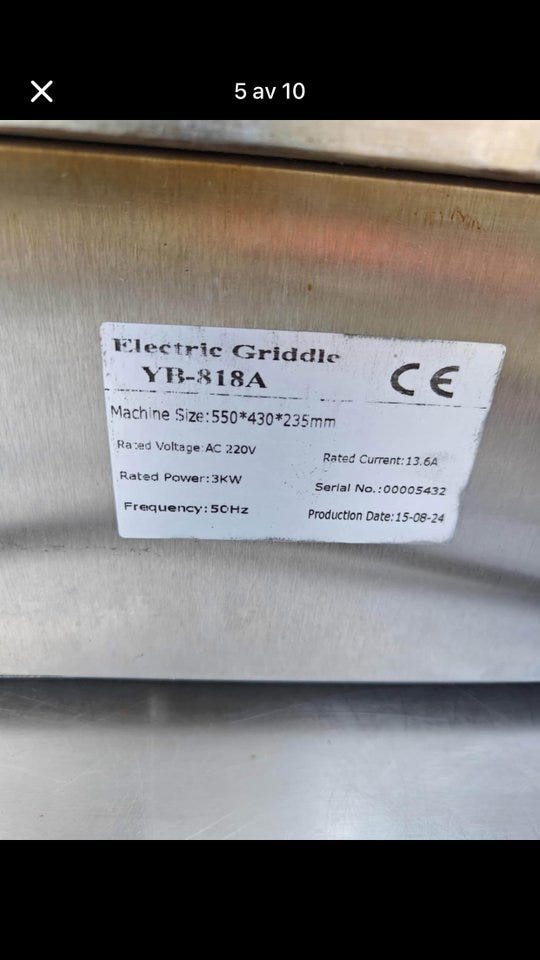 5 av 10
Electric Griddle
YB-818A
CE
Machine Size:550*430*235mm
Rated Voltage:AC 220V
Rated Current:13.6A
Rated Power:3KW
Serial No.:00005432
Frequency:50Hz
Production Date:15-08-24